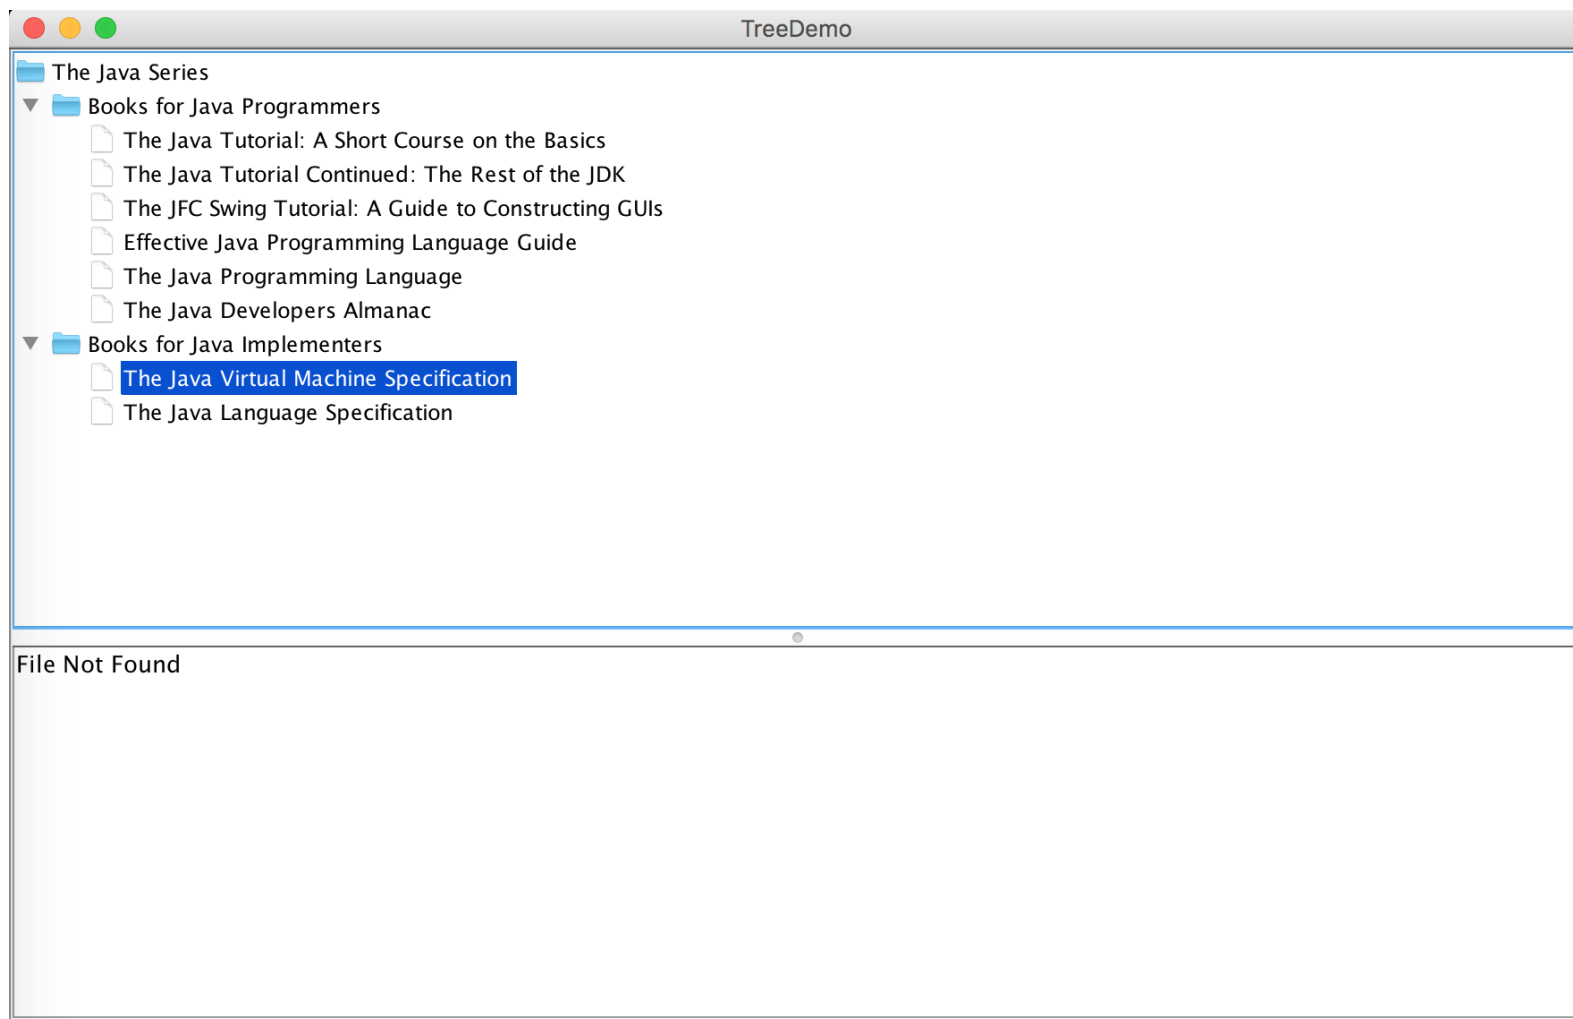 TreeDemo
The Java Series
Books for Java Programmers
The Java Tutorial: A Short Course on the Basics
The Java Tutorial Continued: The Rest of the JDK
The JFC Swing Tutorial: A Guide to Constructing GUIs
Effective Java Programming Language Guide
The Java Programming Language
The Java Developers Almanac
Books for Java Implementers
The Java Virtual Machine Specification
The Java Language Specification
File Not Found